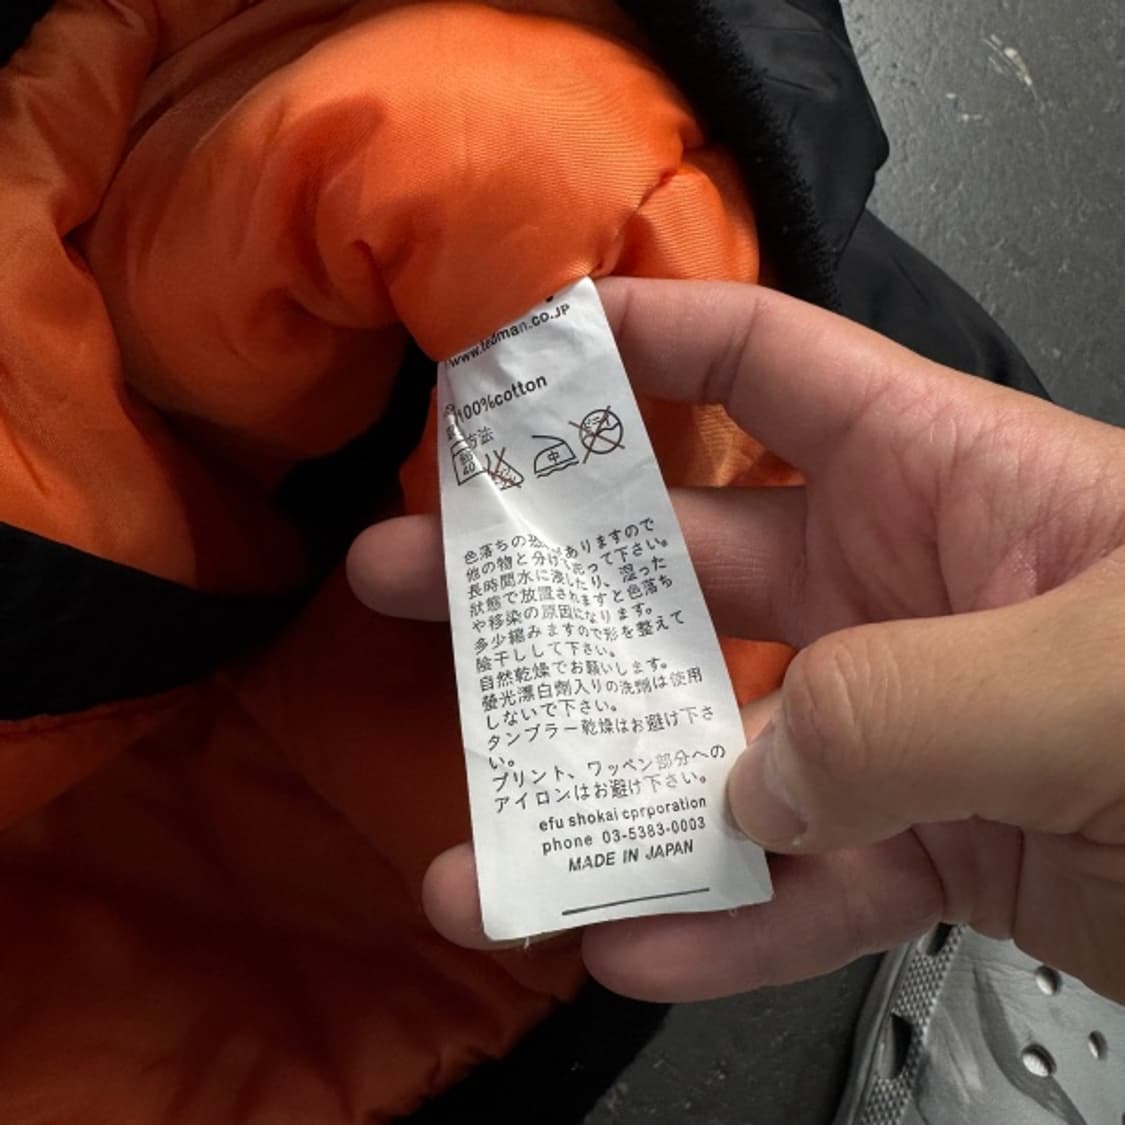 www.tedman.co.JP
100%cotton
方法
40
中
色落ちの恐れがありますので
他の物と分けて洗って下さい。
長時間水に浸したり、湿った
狀態で放置されますと色落ち
や移染の原因になります。
多少縮みますので形を整えて
陰干しして下さい。
自然乾燥でお願いします。
螢光漂白劑入りの洗劑は使用
しないで下さい。
タンブラー乾燥はお避け下さ
い。
プリント、ワッペン部分への
アイロンはお避け下さい。
efu shokai cprporation
phone 03-5383-0003
MADE IN JAPAN